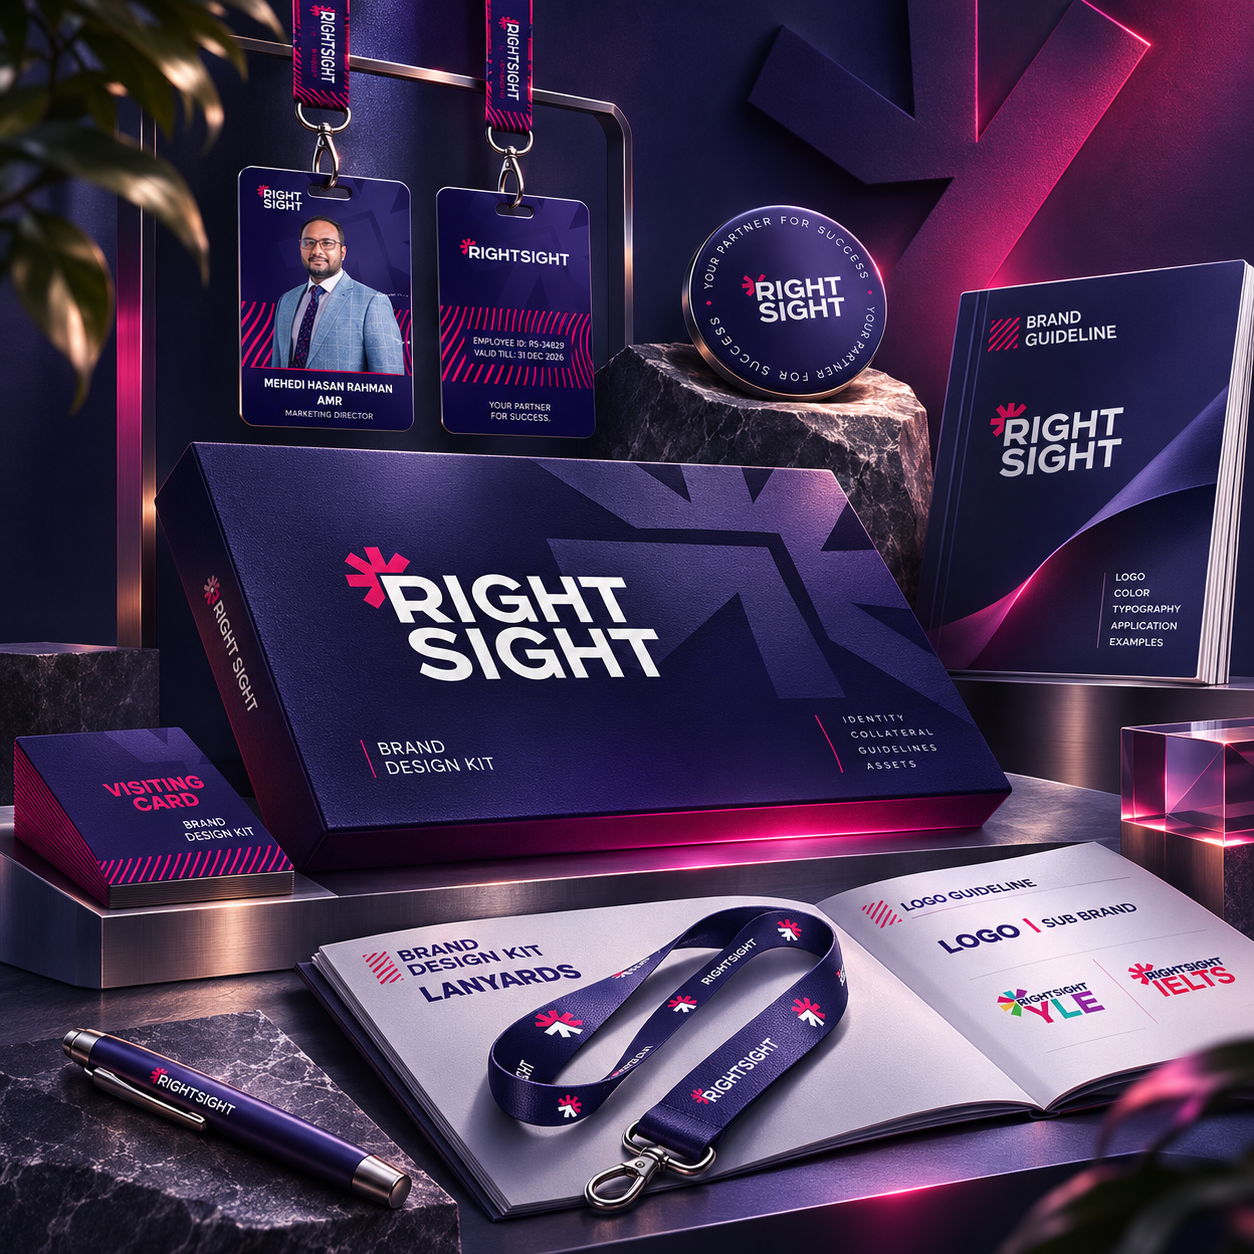 RIGHTSIGHT
RIGHTSIGHT
RIGHT
SIGHT
MEHEDI HASAN RAHMAN
AMR
MARKETING DIRECTOR
RIGHTSIGHT
EMPLOYEE ID: RS-J4829
VALID TILL: 31 DEC 2026
YOUR PARTNER
FOR SUCCESS.
YOUR PARTNER FOR SUCCESS • YOUR PARTNER FOR SUCCESS •
RIGHT
SIGHT
BRAND
GUIDELINE
RIGHT
SIGHT
LOGO
COLOR
TYPOGRAPHY
APPLICATION
EXAMPLES
RIGHT SIGHT
RIGHT
SIGHT
BRAND
DESIGN KIT
IDENTITY
COLLATERAL
GUIDELINES
ASSETS
VISITING
CARD
BRAND
DESIGN KIT
BRAND
DESIGN KIT
LANYARDS
RIGHTSIGHT
RIGHTSIGHT
LOGO GUIDELINE
LOGO | SUB BRAND
RIGHTSIGHT
YLE
RIGHTSIGHT
IELTS
RIGHTSIGHT